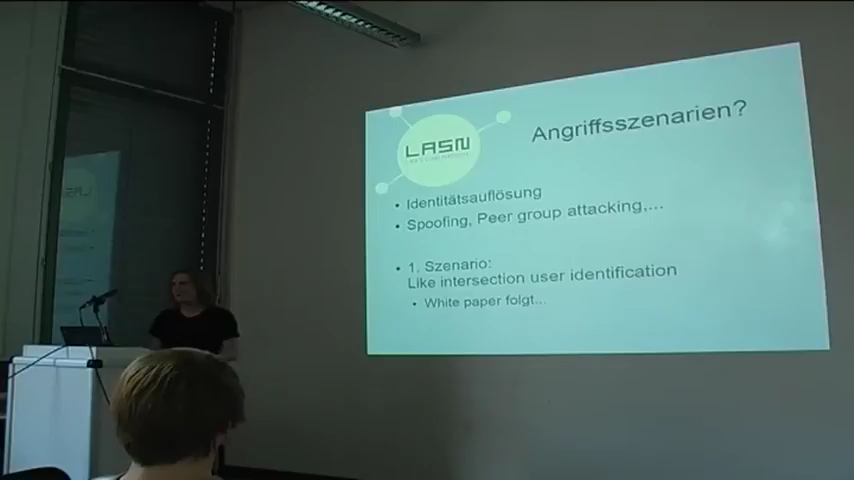 LASN
Angriffsszenarien?
• Identitätsauflösung
• Spoofing, Peer group attacking,...
• 1. Szenario:
Like intersection user identification
• White paper folgt...